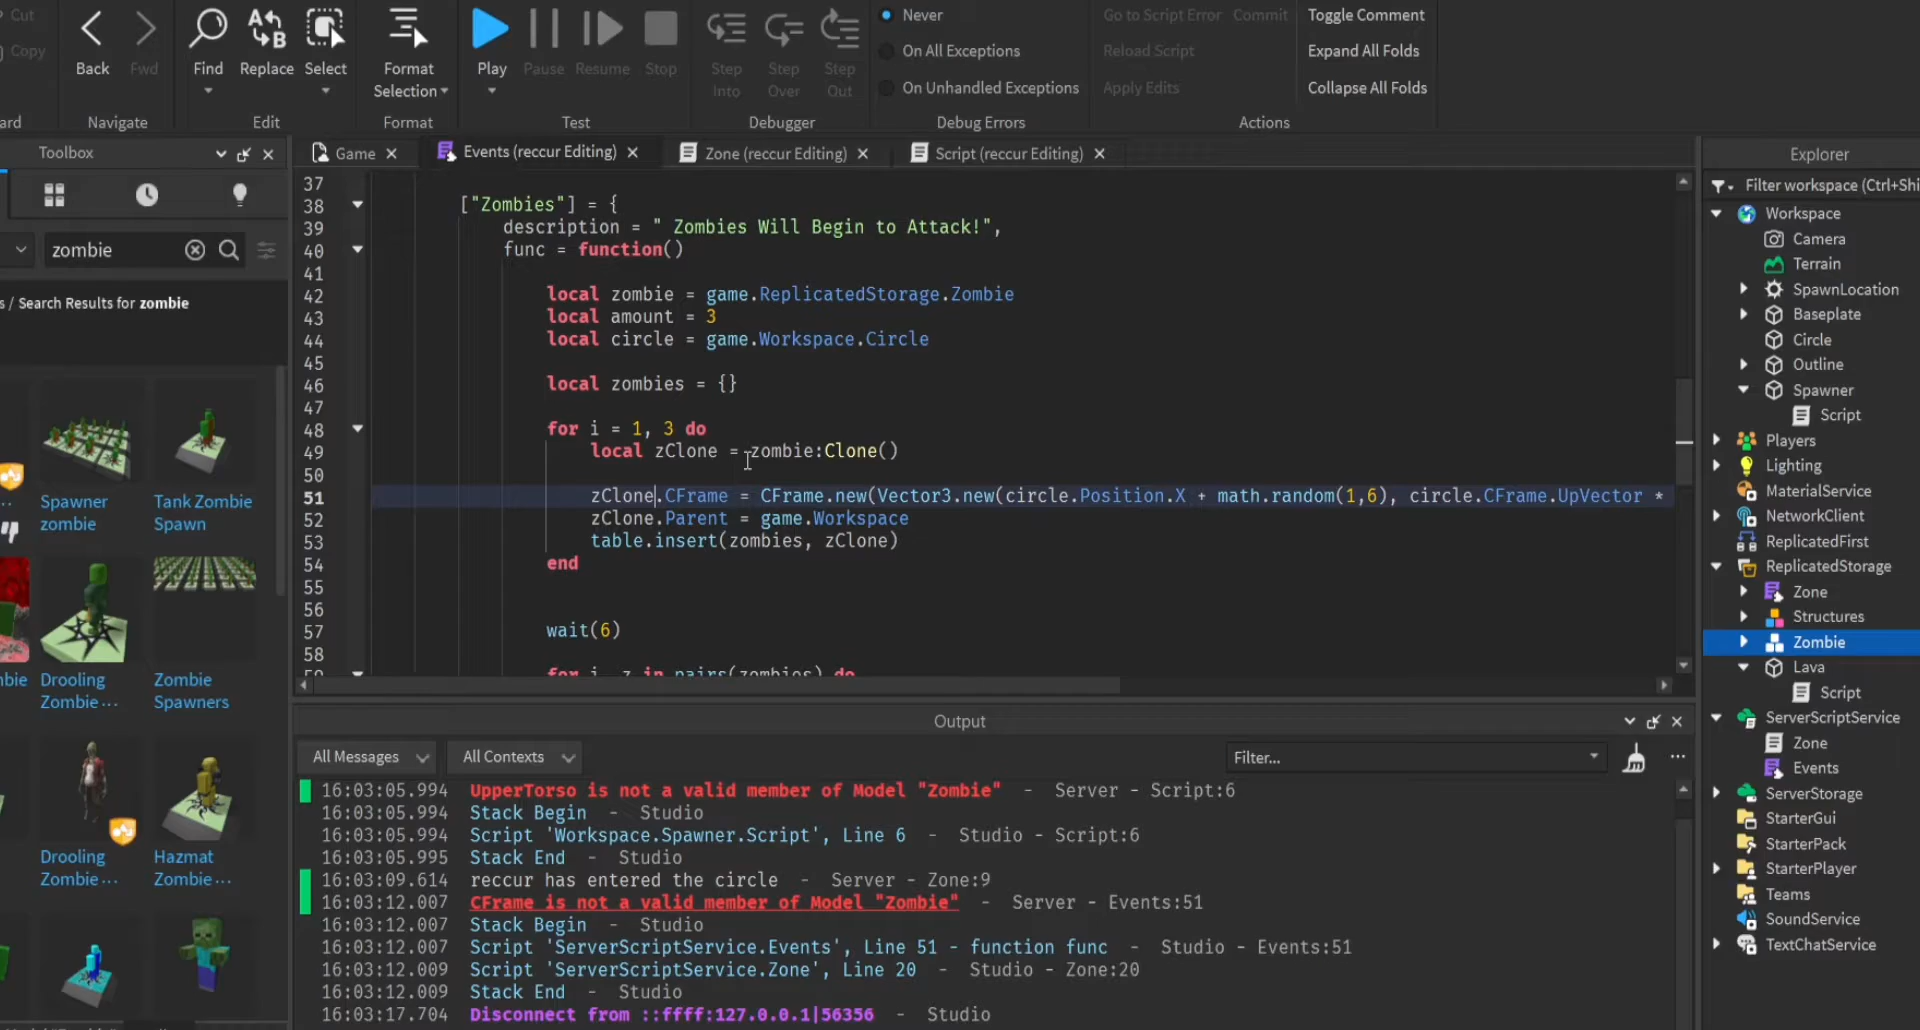 Cut
Copy
ard
Back
Fwd
Navigate
Find
Replace
Select
Edit
Format
Selection
Format
Play
Pause
Resume
Stop
Test
Step
Into
Step
Over
Step
Out
Debugger
Never
On All Exceptions
On Unhandled Exceptions
Debug Errors
Go to Script Error
Commit
Reload Script
Apply Edits
Toggle Comment
Expand All Folds
Collapse All Folds
Actions
Toolbox
zombie
s / Search Results for zombie
Spawner
zombie
Tank Zombie
Spawn
mbie
Drooling
Zombie...
Zombie
Spawners
Drooling
Zombie...
Hazmat
Zombie...
Game
Events (reccur Editing)
Zone (reccur Editing)
Script (reccur Editing)
37
38 ["Zombies"] = {
39 description = " Zombies Will Begin to Attack!",
40 func = function()
41
42 local zombie = game.ReplicatedStorage.Zombie
43 local amount = 3
44 local circle = game.Workspace.Circle
45
46 local zombies = {}
47
48 for i = 1, 3 do
49 local zClone = zombie:Clone()
50
51 zClone.CFrame = CFrame.new(Vector3.new(circle.Position.X + math.random(1,6), circle.CFrame.UpVector *
52 zClone.Parent = game.Workspace
53 table.insert(zombies, zClone)
54 end
55
56
57 wait(6)
58
59 for i, z in pairs(zombies) do
Output
All Messages
All Contexts
Filter...
16:03:05.994 UpperTorso is not a valid member of Model "Zombie" - Server - Script:6
16:03:05.994 Stack Begin - Studio
16:03:05.994 Script 'Workspace.Spawner.Script', Line 6 - Studio - Script:6
16:03:05.995 Stack End - Studio
16:03:09.614 reccur has entered the circle - Server - Zone:9
16:03:12.007 CFrame is not a valid member of Model "Zombie" - Server - Events:51
16:03:12.007 Stack Begin - Studio
16:03:12.007 Script 'ServerScriptService.Events', Line 51 - function func - Studio - Events:51
16:03:12.009 Script 'ServerScriptService.Zone', Line 20 - Studio - Zone:20
16:03:12.009 Stack End - Studio
16:03:17.704 Disconnect from ::ffff:127.0.0.1|56356 - Studio
Explorer
Filter workspace (Ctrl+Shi
Workspace
Camera
Terrain
SpawnLocation
Baseplate
Circle
Outline
Spawner
Script
Players
Lighting
MaterialService
NetworkClient
ReplicatedFirst
ReplicatedStorage
Zone
Structures
Zombie
Lava
Script
ServerScriptService
Zone
Events
ServerStorage
StarterGui
StarterPack
StarterPlayer
Teams
SoundService
TextChatService